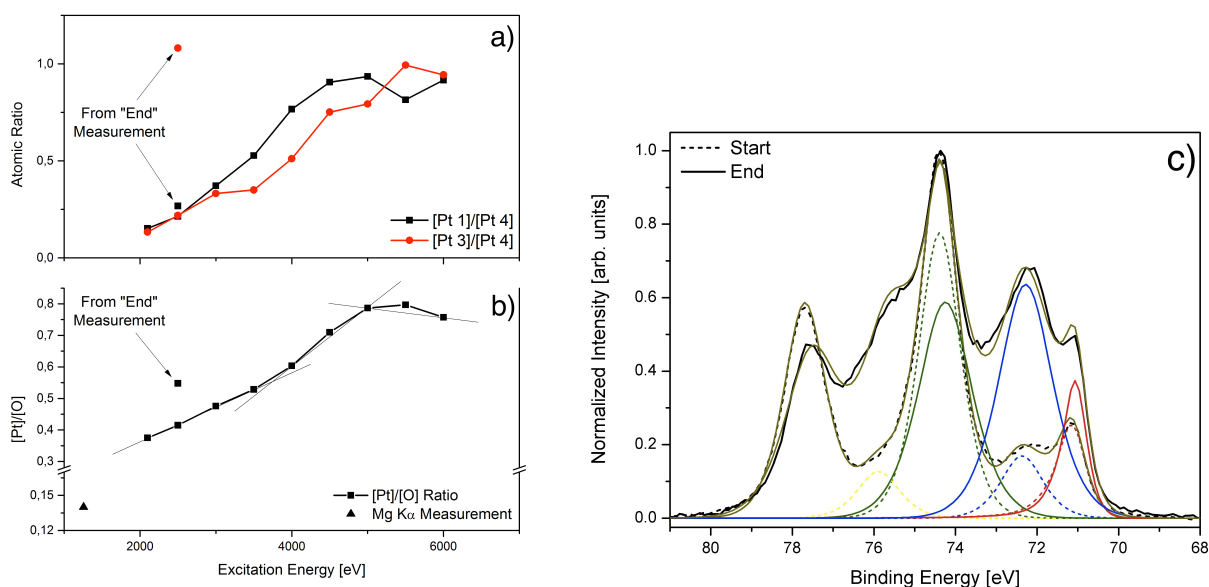 a)
1,0
0,5
0,0
Atomic Ratio
From "End"
Measurement
[Pt 1]/[Pt 4]
[Pt 3]/[Pt 4]
2000
4000
6000
b)
0,8
0,7
0,6
0,5
0,4
0,3
0,15
0,12
[Pt]/[O]
From "End"
Measurement
[Pt]/[O] Ratio
Mg Kα Measurement
2000
4000
6000
Excitation Energy [eV]
c)
Start
End
1.0
0.8
0.6
0.4
0.2
0.0
Normalized Intensity [arb. units]
80
78
76
74
72
70
68
Binding Energy [eV]